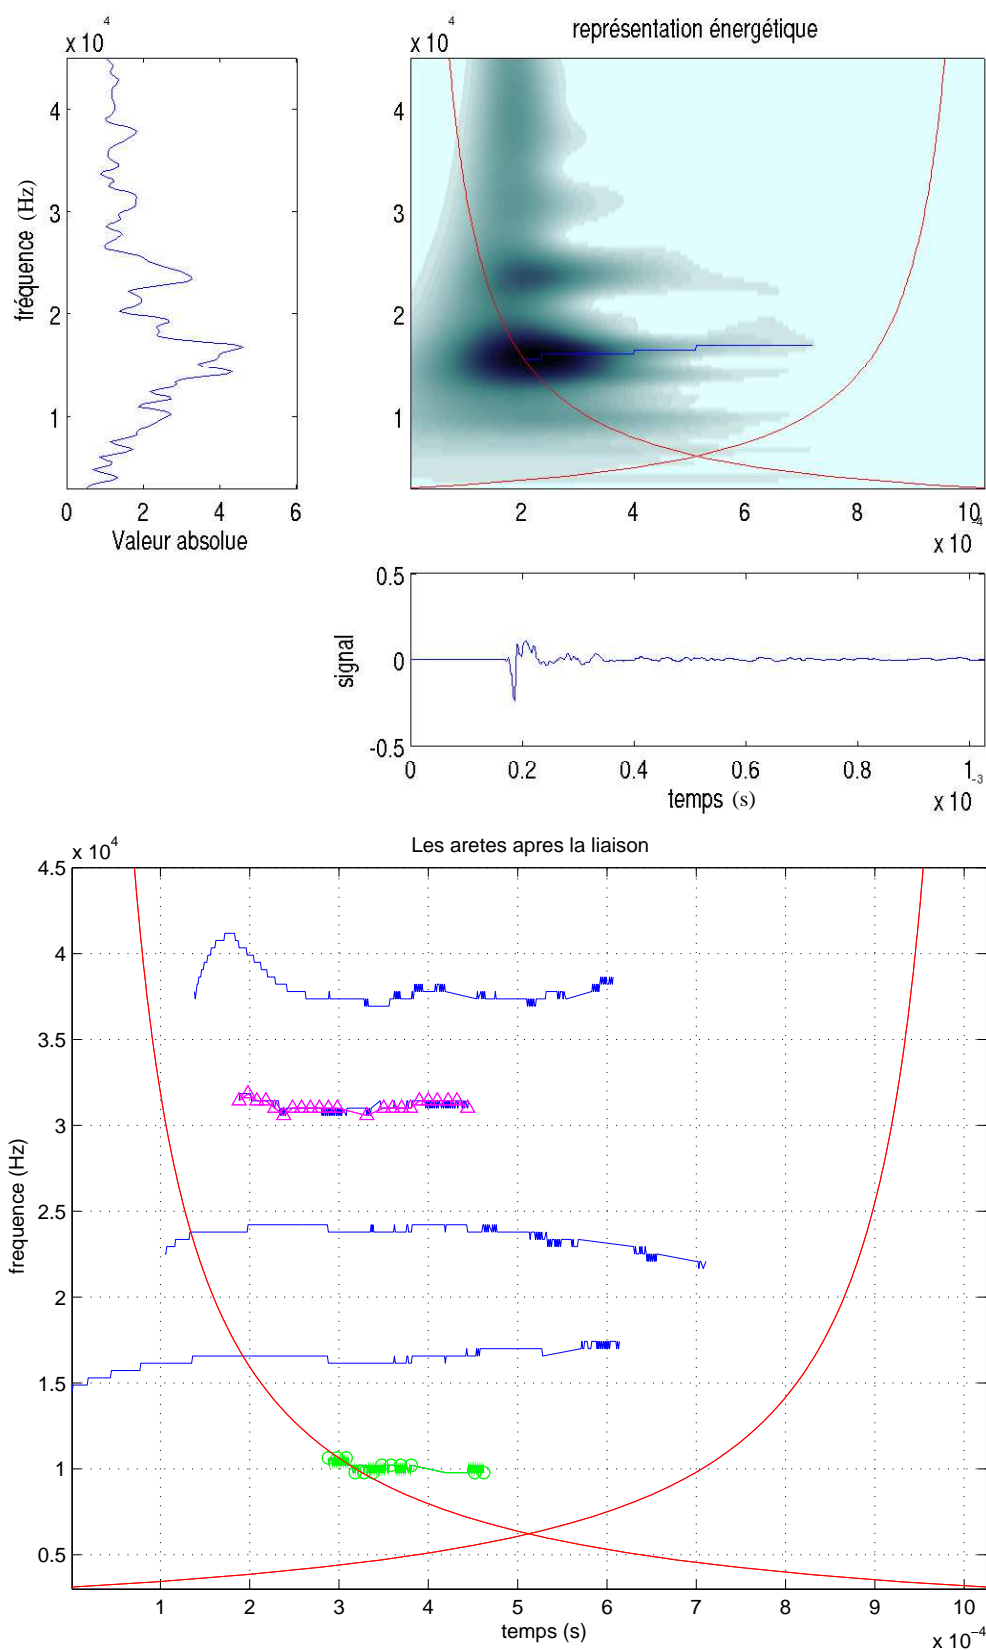 x 10⁴
4
3
2
1
fréquence (Hz)
0 2 4 6
Valeur absolue
x 10⁴
représentation énergétique
4
3
2
1
2 4 6 8 10
x 10⁻⁴
0.5
0
-0.5
signal
0 0.2 0.4 0.6 0.8 1
temps (s)
x 10⁻³
x 10⁴
Les aretes apres la liaison
4.5
4
3.5
3
2.5
2
1.5
1
0.5
frequence (Hz)
1 2 3 4 5 6 7 8 9 10
temps (s)
x 10⁻⁴